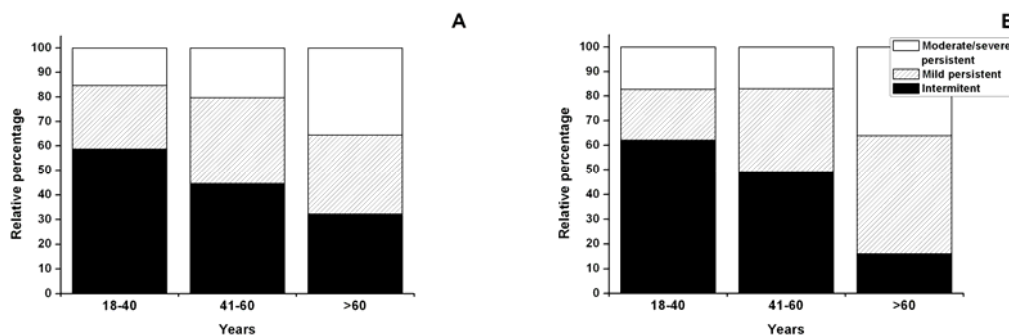 A
100
90
80
70
60
50
40
30
20
10
0
Relative percentage
18-40
41-60
>60
Years
B
Moderate/severe
persistent
Mild persistent
Intermitent
100
90
80
70
60
50
40
30
20
10
0
Relative percentage
18-40
41-60
>60
Years